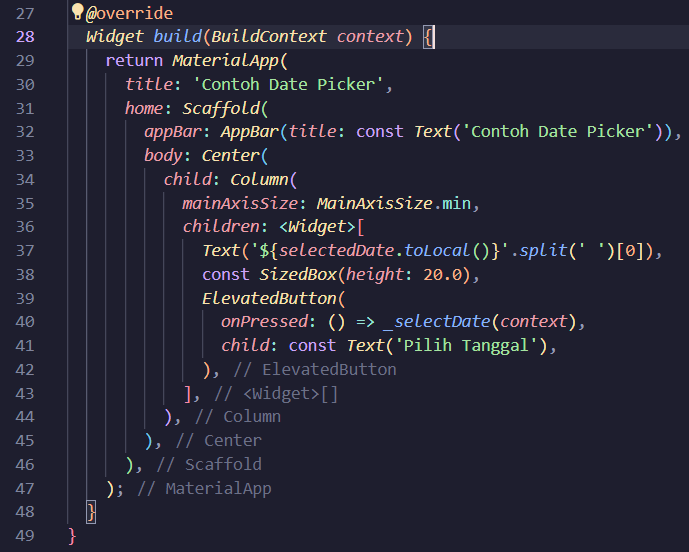 27 @override
28 Widget build(BuildContext context) {
29 return MaterialApp(
30 title: 'Contoh Date Picker',
31 home: Scaffold(
32 appBar: AppBar(title: const Text('Contoh Date Picker')),
33 body: Center(
34 child: Column(
35 mainAxisSize: MainAxisSize.min,
36 children: <Widget>[
37 Text('${selectedDate.toLocal()}'.split(' ')[0]),
38 const SizedBox(height: 20.0),
39 ElevatedButton(
40 onPressed: () => _selectDate(context),
41 child: const Text('Pilih Tanggal'),
42 ), // ElevatedButton
43 ], // <Widget>[]
44 ), // Column
45 ), // Center
46 ), // Scaffold
47 ); // MaterialApp
48 }
49 }